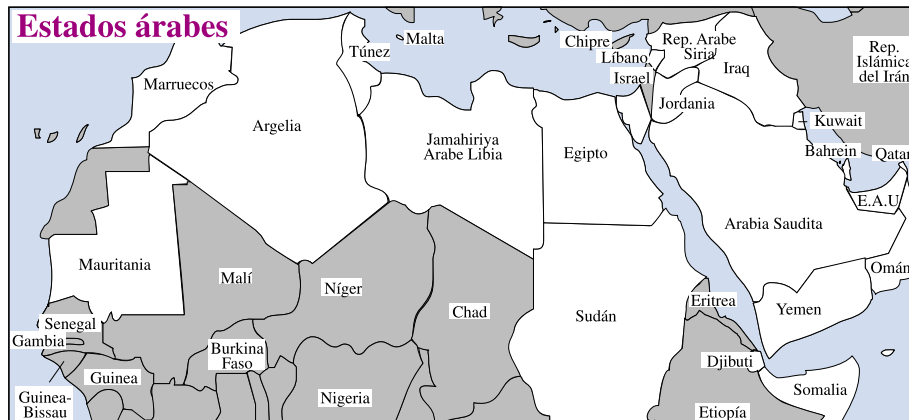 Estados árabes
Malta
Túnez
Chipre
Rep. Arabe
Siria
Líbano
Iraq
Israel
Rep.
Islámica
del Irán
Marruecos
Jordania
Argelia
Kuwait
Jamahiriya
Arabe Libia
Egipto
Bahrein
Qatar
E.A.U
Arabia Saudita
Mauritania
Malí
Níger
Omán
Chad
Sudán
Eritrea
Yemen
Senegal
Gambia
Burkina
Faso
Djibuti
Guinea
Guinea-
Bissau
Nigeria
Somalia
Etiopía